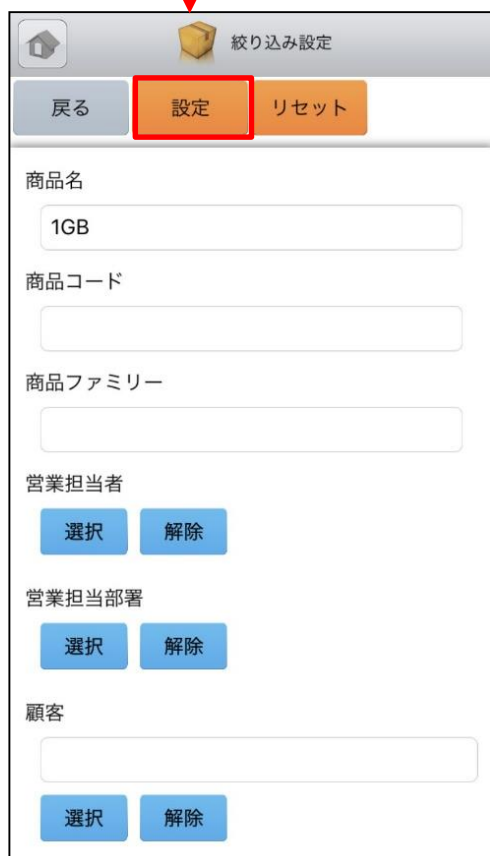 絞り込み設定
戻る 設定 リセット
商品名
1GB
商品コード
商品ファミリー
営業担当者
選択 解除
営業担当部署
選択 解除
顧客
選択 解除